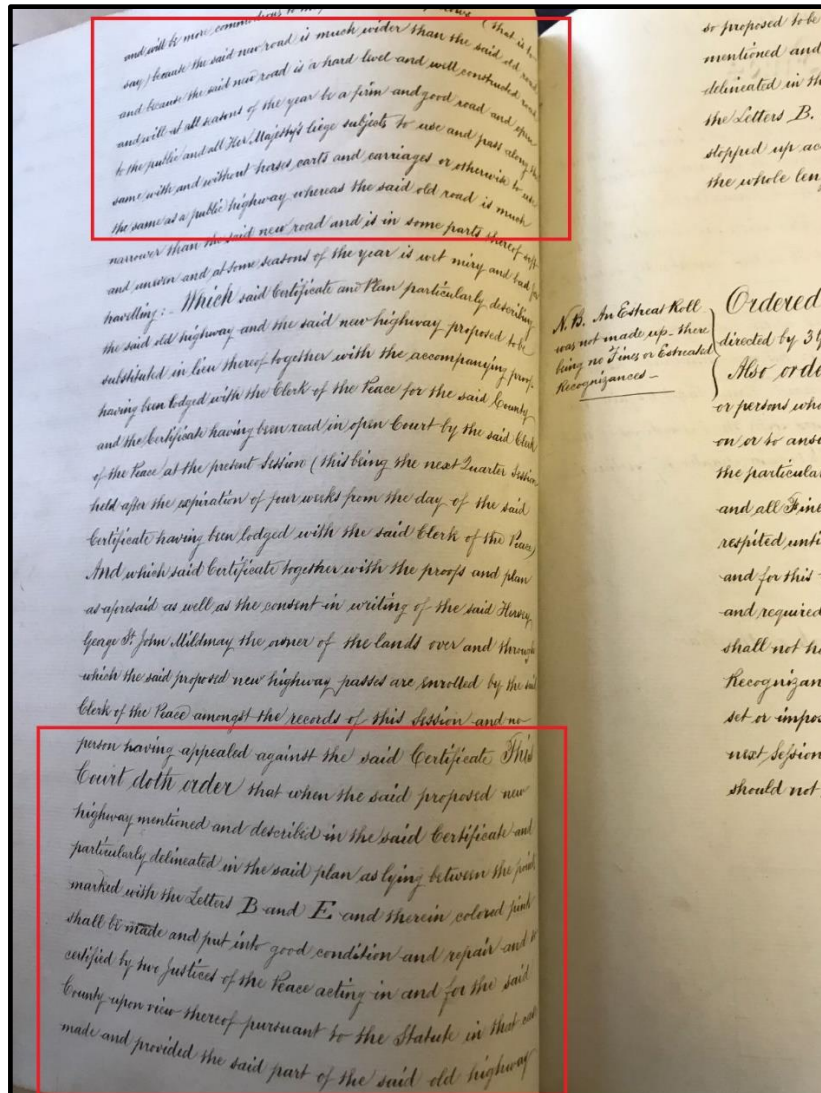 and will be more commodious to the
say) because the said new road is much wider than the said old road
and because the said new road is a hard level and well constructed road
and will at all seasons of the year be a firm and good road and open
to the public and all Her Majesty's liege subjects to use and pass along the
same with and without horses, carts and carriages or otherwise to use
the same as a public highway whereas the said old road is much
narrower than the said new road and is in some parts thereof soft
and uneven and at some seasons of the year is wet miry and bad for
travelling :- Which said Certificate and Plan particularly describing
the said old highway and the said new highway proposed to be
substituted in lieu thereof together with the accompanying proof
having been lodged with the Clerk of the Peace for the said County
and the Certificate having been read in open Court by the said Clerk
of the Peace at the present Session (this being the next Quarter Session
held after the expiration of four weeks from the day of the said
Certificate having been lodged with the said Clerk of the Peace)
And which said Certificate together with the proofs and plan
as aforesaid as well as the consent in writing of the said Hervey
George St. John Mildmay the owner of the lands over and through
which the said proposed new highway passes are enrolled by the said
Clerk of the Peace amongst the records of this Session and no
person having appealed against the said Certificate This
Court doth order that when the said proposed new
highway mentioned and described in the said Certificate and
particularly delineated in the said plan as lying between the point
marked with the Letters B and E and therein colored pink
shall be made and put into good condition and repair and so
certified by two Justices of the Peace acting in and for the said
County upon view thereof pursuant to the Statute in that case
made and provided the said part of the said old highway
so proposed to be
mentioned and
delineated in th
the Letters B.
stopped up ac
the whole len
N.B. An Estreat Roll
was not made up - there
being no Fines or Estreated
Recognizances -
Ordered
directed by 3 G
Also orde
or persons who
on or to ans
the particular
and all Fine
respited unti
and for this
and required
shall not ha
Recognizan
set or impos
next Session
should not